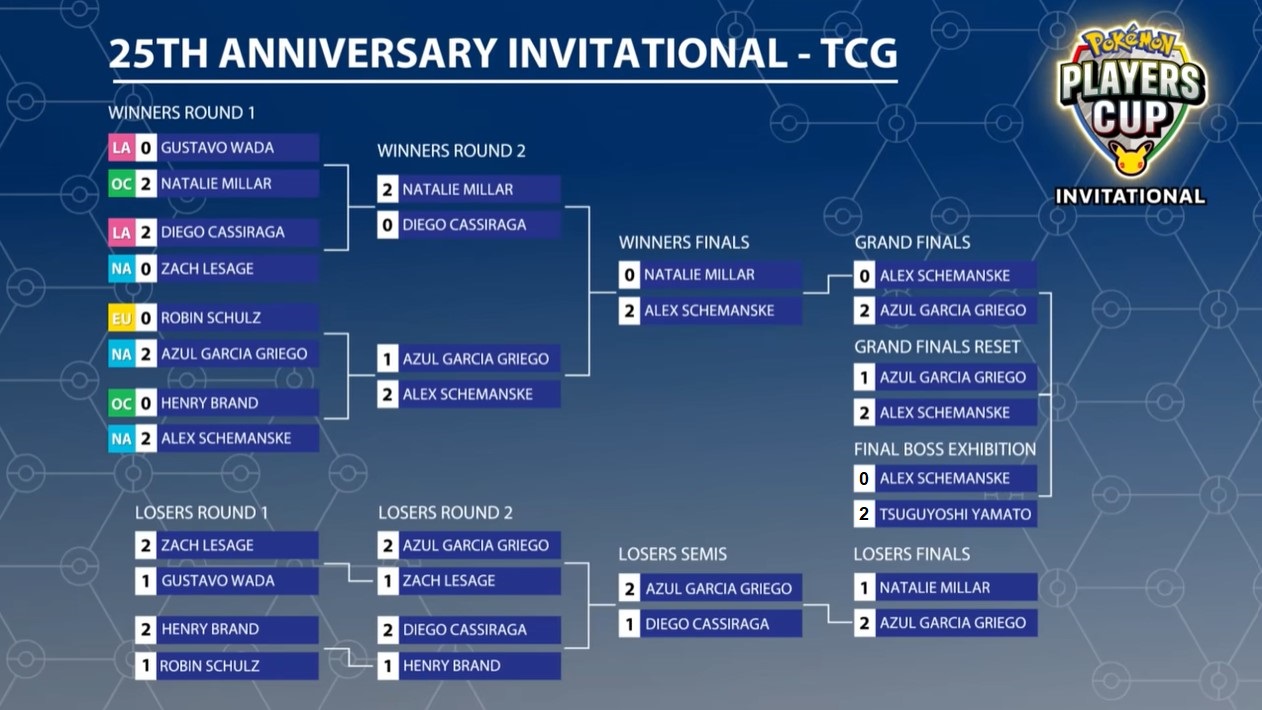 25TH ANNIVERSARY INVITATIONAL - TCG
Pokémon
PLAYERS
CUP
INVITATIONAL
WINNERS ROUND 1
LA 0 GUSTAVO WADA
OC 2 NATALIE MILLAR
LA 2 DIEGO CASSIRAGA
NA 0 ZACH LESAGE
EU 0 ROBIN SCHULZ
NA 2 AZUL GARCIA GRIEGO
OC 0 HENRY BRAND
NA 2 ALEX SCHEMANSKE
WINNERS ROUND 2
2 NATALIE MILLAR
0 DIEGO CASSIRAGA
1 AZUL GARCIA GRIEGO
2 ALEX SCHEMANSKE
WINNERS FINALS
0 NATALIE MILLAR
2 ALEX SCHEMANSKE
GRAND FINALS
0 ALEX SCHEMANSKE
2 AZUL GARCIA GRIEGO
GRAND FINALS RESET
1 AZUL GARCIA GRIEGO
2 ALEX SCHEMANSKE
FINAL BOSS EXHIBITION
0 ALEX SCHEMANSKE
2 TSUGUYOSHI YAMATO
LOSERS ROUND 1
2 ZACH LESAGE
1 GUSTAVO WADA
2 HENRY BRAND
1 ROBIN SCHULZ
LOSERS ROUND 2
2 AZUL GARCIA GRIEGO
1 ZACH LESAGE
2 DIEGO CASSIRAGA
1 HENRY BRAND
LOSERS SEMIS
2 AZUL GARCIA GRIEGO
1 DIEGO CASSIRAGA
LOSERS FINALS
1 NATALIE MILLAR
2 AZUL GARCIA GRIEGO